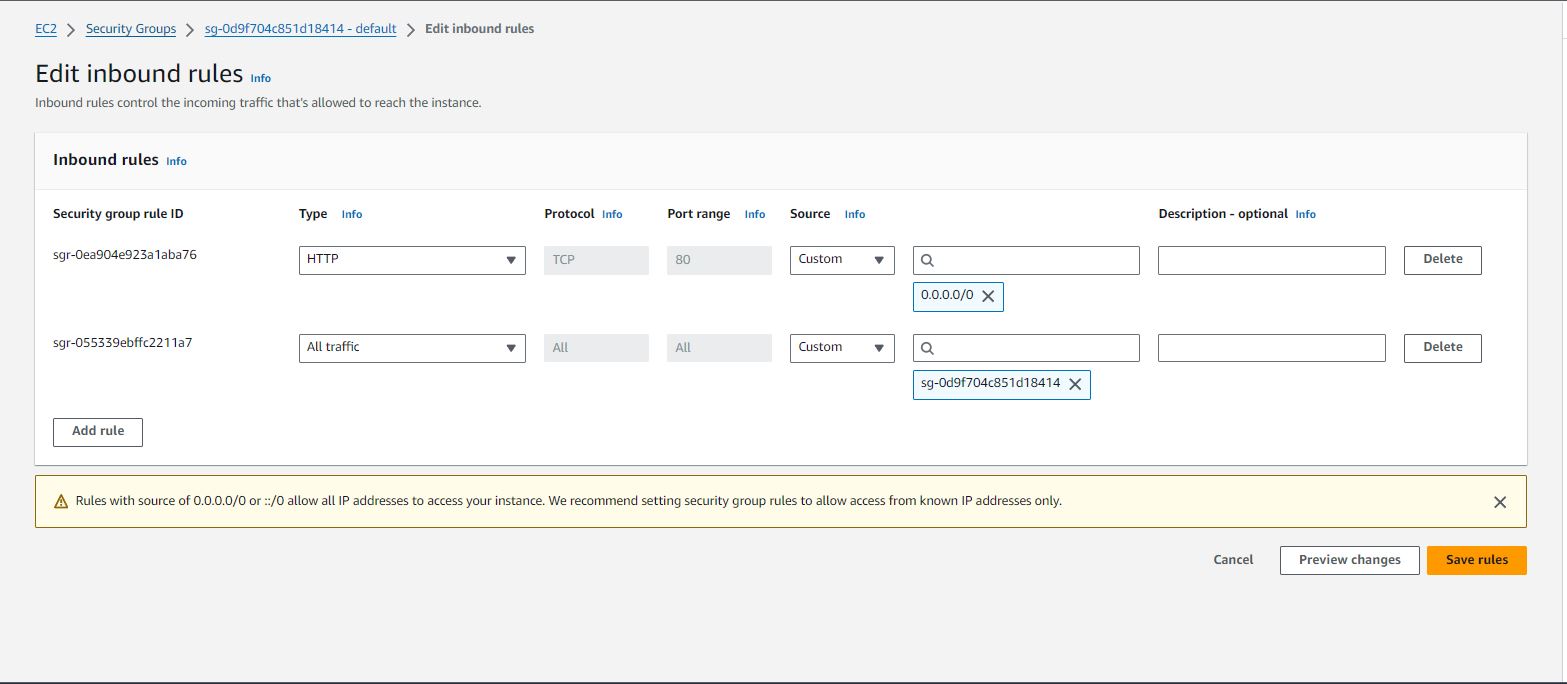 EC2 > Security Groups > sg-0d9f704c851d18414 - default > Edit inbound rules
Edit inbound rules Info
Inbound rules control the incoming traffic that's allowed to reach the instance.
Inbound rules Info
Security group rule ID Type Info Protocol Info Port range Info Source Info Description - optional Info
sgr-0ea904e923a1aba76 HTTP TCP 80 Custom Delete
0.0.0.0/0
sgr-055339ebffc2211a7 All traffic All All Custom Delete
sg-0d9f704c851d18414
Add rule
Rules with source of 0.0.0.0/0 or ::/0 allow all IP addresses to access your instance. We recommend setting security group rules to allow access from known IP addresses only.
Cancel Preview changes Save rules